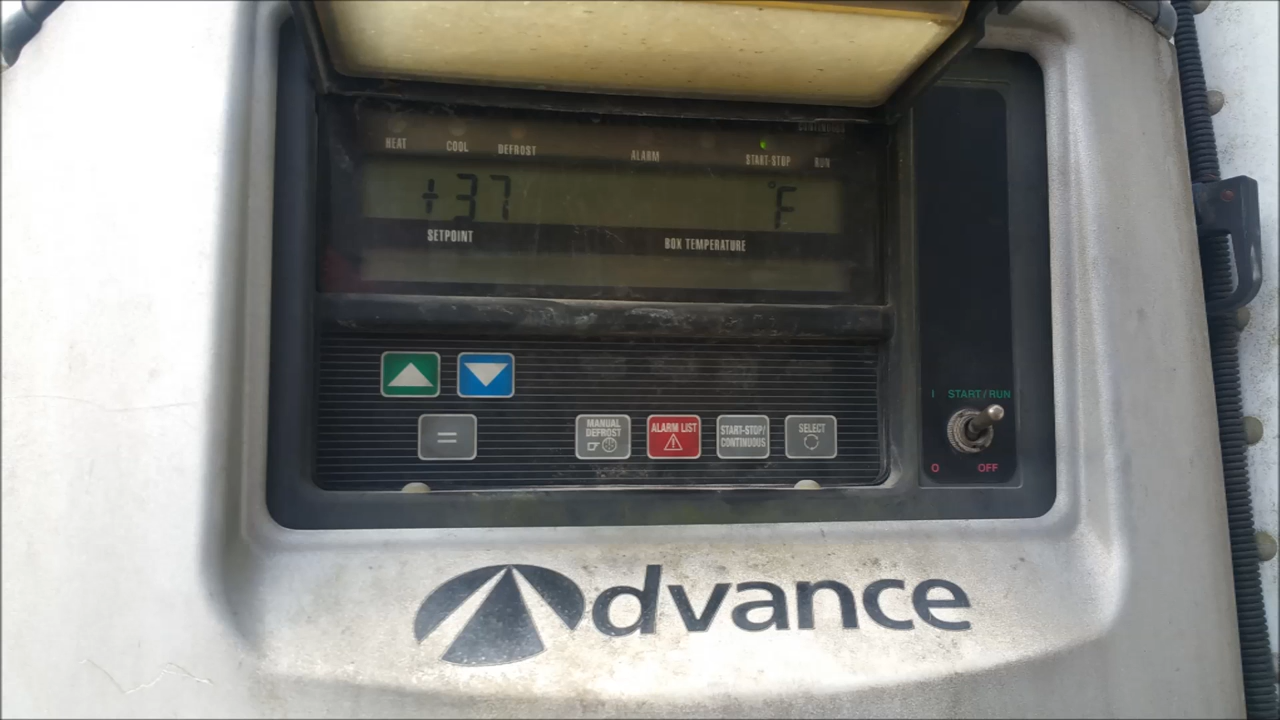 CONTINUOUS
HEAT COOL DEFROST ALARM START-STOP RUN
+37 °F
SETPOINT BOX TEMPERATURE
I START/RUN
MANUAL DEFROST
ALARM LIST
START-STOP/ CONTINUOUS
SELECT
=
O OFF
Advance